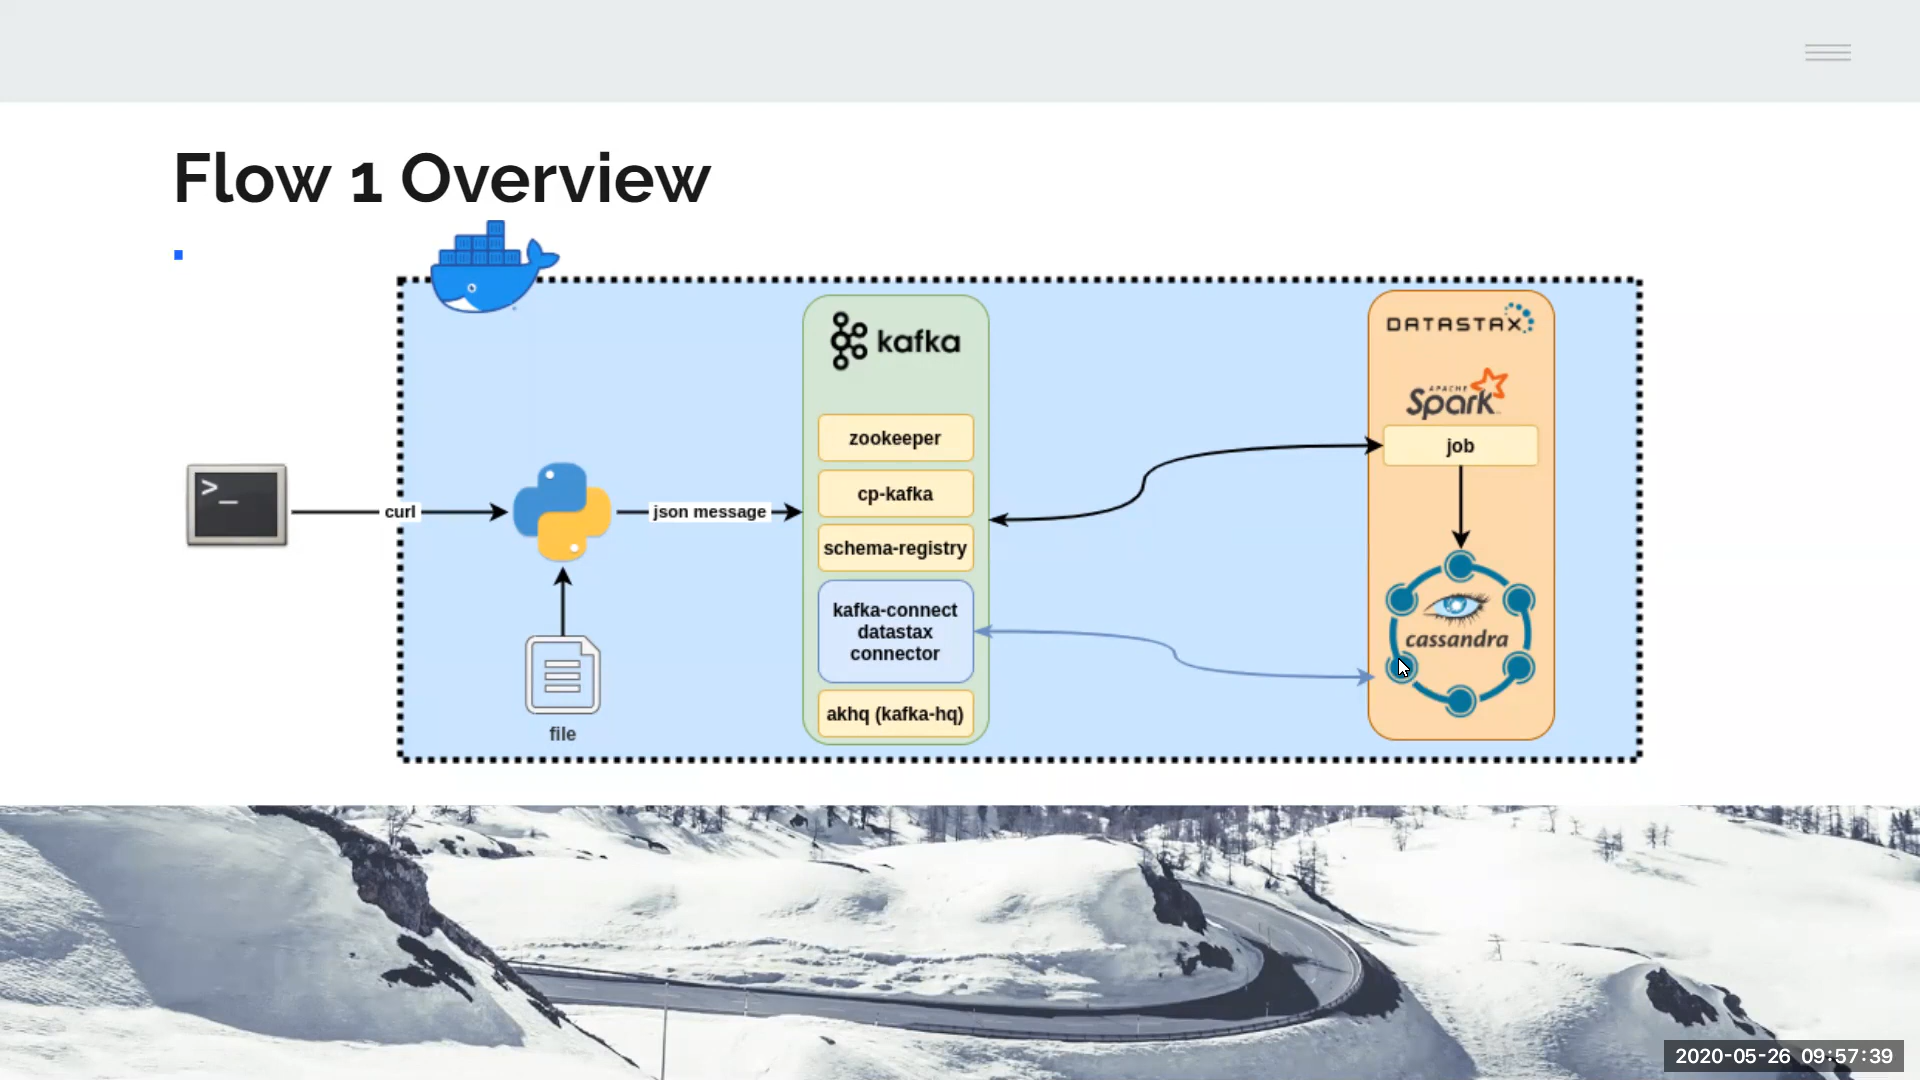 Flow 1 Overview
kafka
DATASTAX
APACHE
Spark
zookeeper
job
>_
cp-kafka
curl
json message
schema-registry
kafka-connect
datastax
connector
cassandra
akhq (kafka-hq)
file
2020-05-26 09:57:39